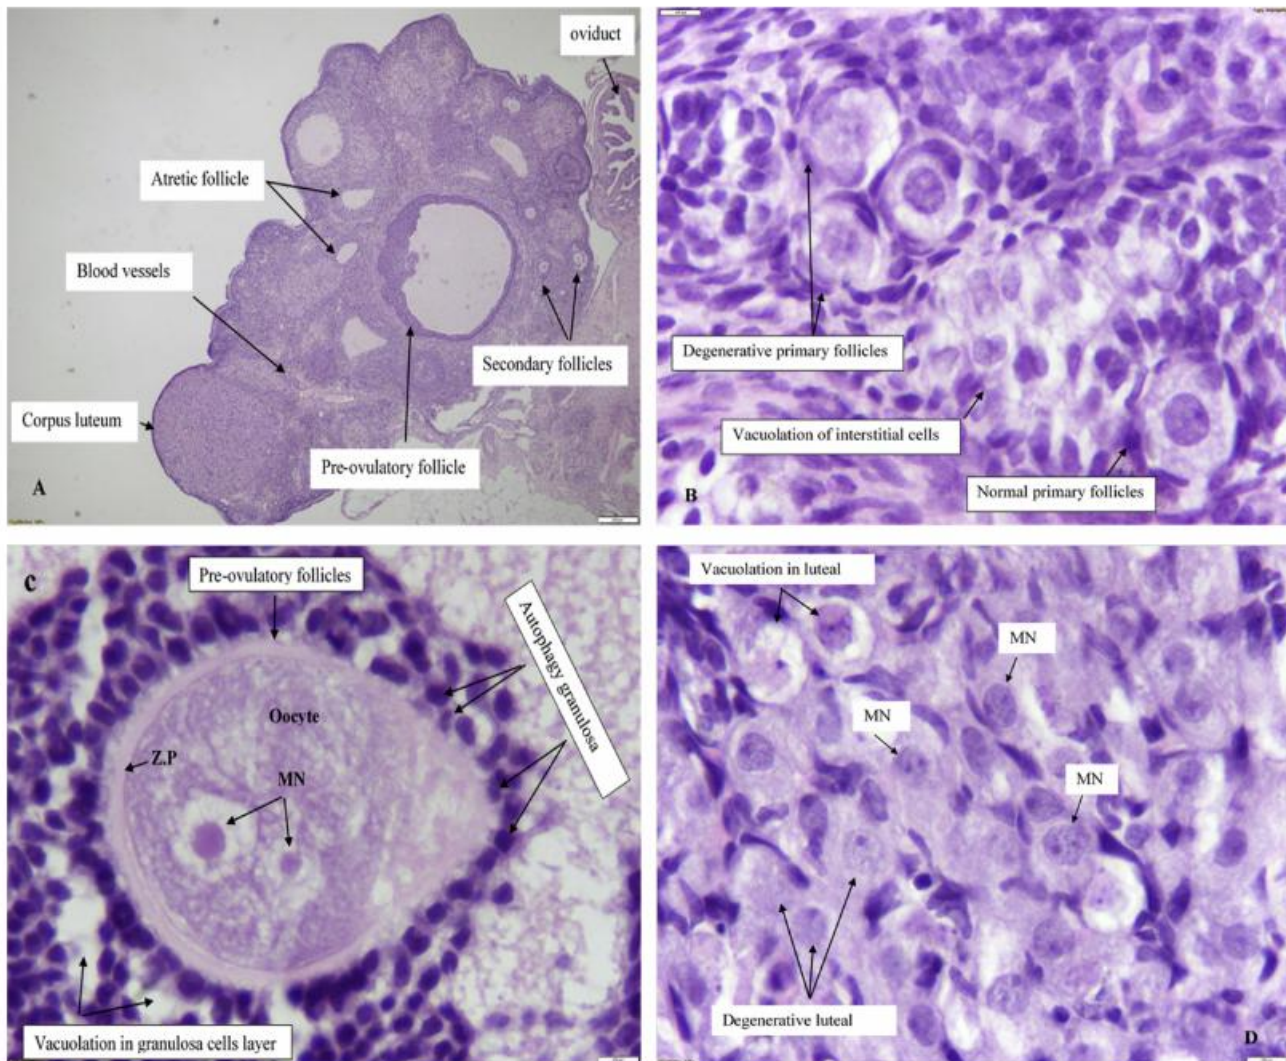 oviduct
Atretic follicle
Blood vessels
Secondary follicles
Corpus luteum
Pre-ovulatory follicle
A
Degenerative primary follicles
Vacuolation of interstitial cells
B
Normal primary follicles
c
Pre-ovulatory follicles
Autophagy granulosa
Oocyte
Z.P
MN
Vacuolation in granulosa cells layer
Vacuolation in luteal
MN
MN
MN
Degenerative luteal
D